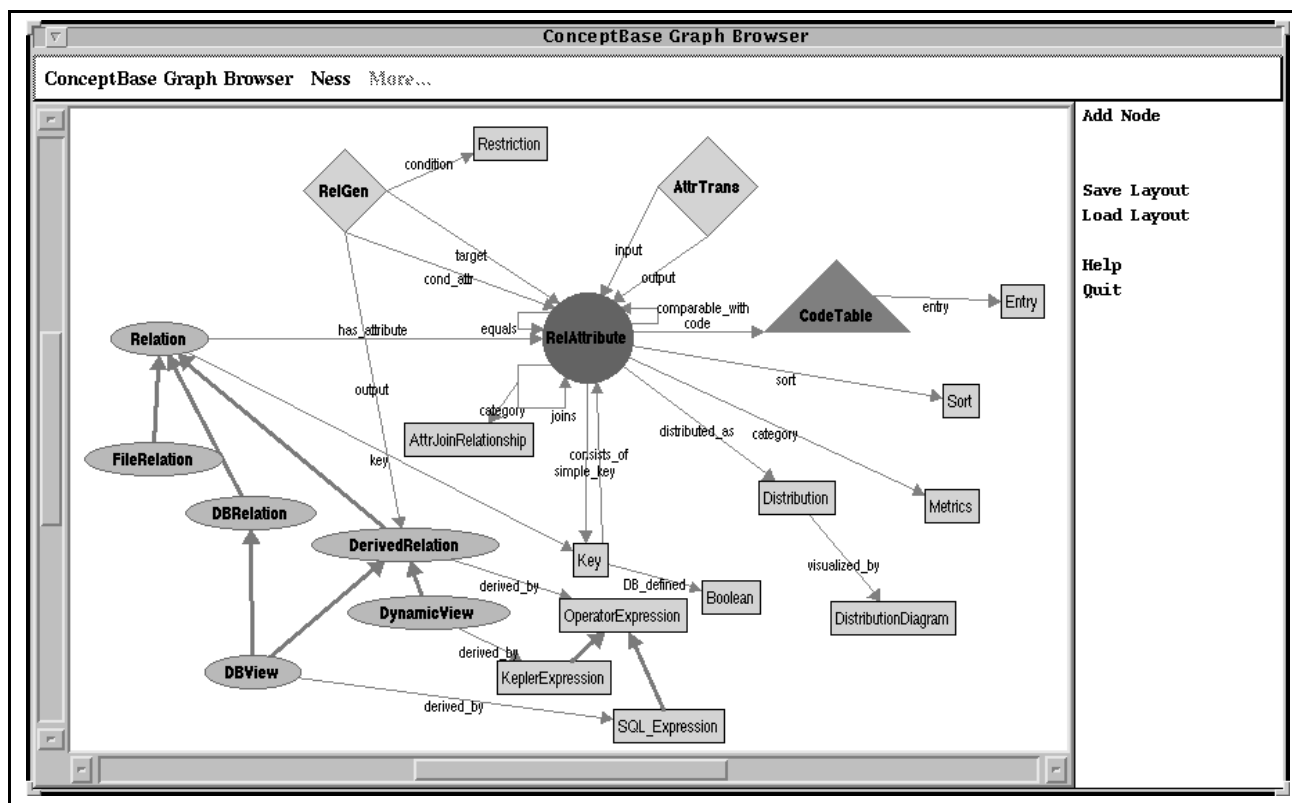 ConceptBase Graph Browser
ConceptBase Graph Browser Ness More...
Add Node
Save Layout
Load Layout
Help
Quit
Restriction
condition
RelGen
AttrTrans
target
cond_attr
input
output
comparable_with
code
equals
RelAttribute
CodeTable
entry
Entry
Relation
has_attribute
output
sort
Sort
category
joins
AttrJoinRelationship
distributed_as
category
FileRelation
key
consists_of
simple_key
Distribution
Metrics
DBRelation
DerivedRelation
Key
visualized_by
derived_by
DB_defined
Boolean
DynamicView
OperatorExpression
DistributionDiagram
derived_by
DBView
KeplerExpression
derived_by
SQL_Expression